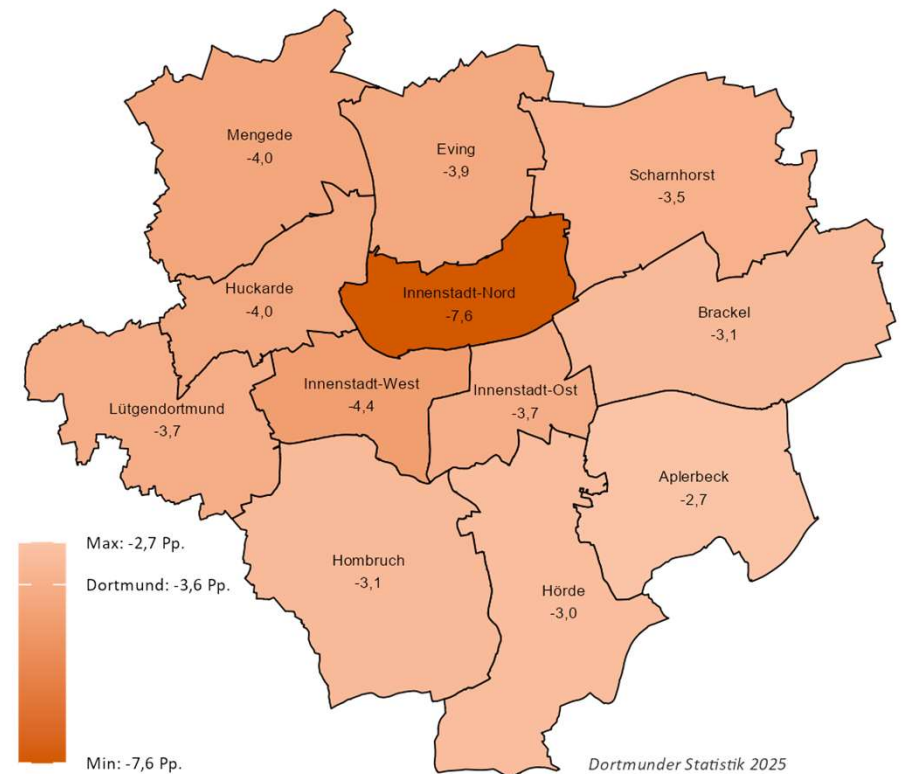 Mengede
-4,0
Eving
-3,9
Scharnhorst
-3,5
Huckarde
-4,0
Innenstadt-Nord
-7,6
Brackel
-3,1
Innenstadt-West
-4,4
Innenstadt-Ost
-3,7
Lütgendortmund
-3,7
Aplerbeck
-2,7
Hombruch
-3,1
Hörde
-3,0
Max: -2,7 Pp.
Dortmund: -3,6 Pp.
Min: -7,6 Pp.
Dortmunder Statistik 2025